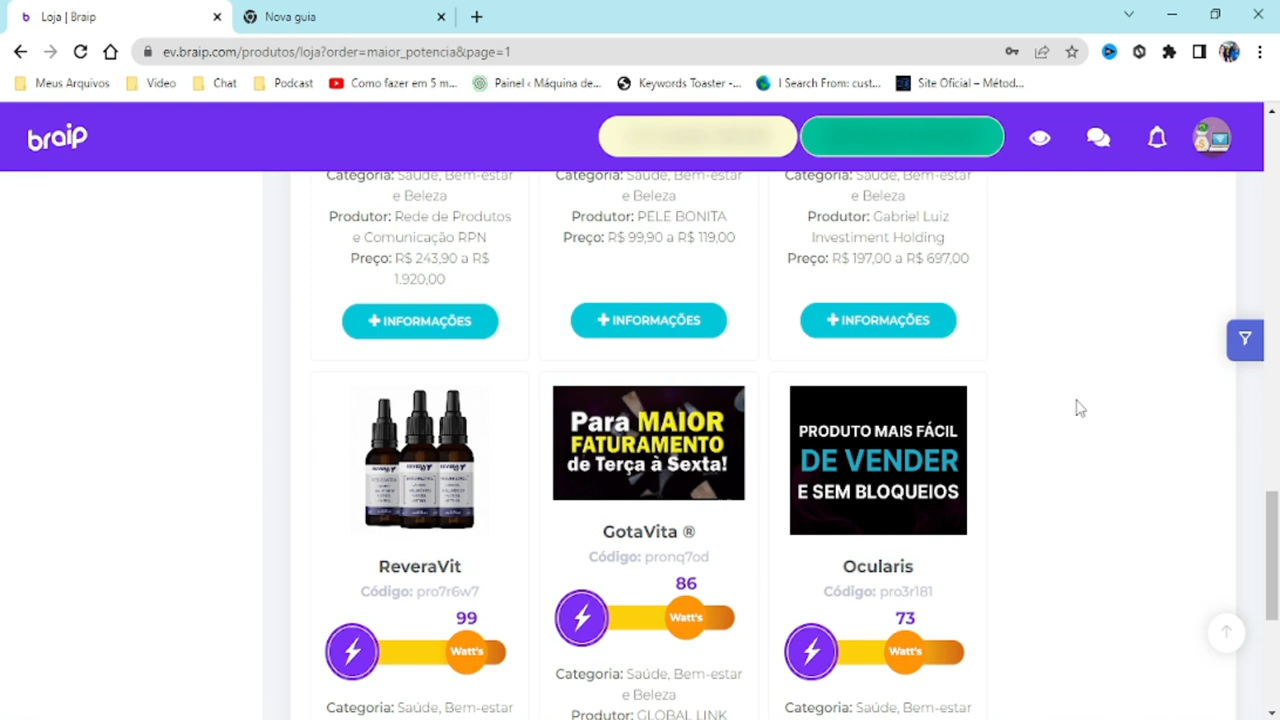 Loja | Braip
Nova guia
ev.braip.com/produtos/loja?order=maior_potencia&page=1
Meus Arquivos
Video
Chat
Podcast
Como fazer em 5 m...
Painel ‹ Máquina de...
Keywords Toaster -...
I Search From: cust...
Site Oficial – Métod...
braip
Categoria: Saúde, Bem-estar
e Beleza
Produtor: Rede de Produtos
e Comunicação RPN
Preço: R$ 243,90 a R$
1.920,00
+ INFORMAÇÕES
Categoria: Saúde, Bem-estar
e Beleza
Produtor: PELE BONITA
Preço: R$ 99,90 a R$ 119,00
+ INFORMAÇÕES
Categoria: Saúde, Bem-estar
e Beleza
Produtor: Gabriel Luiz
Investiment Holding
Preço: R$ 197,00 a R$ 697,00
+ INFORMAÇÕES
ReveraVit
Código: pro7r6w7
99
Watt's
Categoria: Saúde, Bem-estar
Para MAIOR
FATURAMENTO
de Terça à Sexta!
GotaVita ®
Código: pronq7od
86
Watt's
Categoria: Saúde, Bem-estar
e Beleza
Produtor: GLOBAL LINK
PRODUTO MAIS FÁCIL
DE VENDER
E SEM BLOQUEIOS
Ocularis
Código: pro3r181
73
Watt's
Categoria: Saúde, Bem-estar